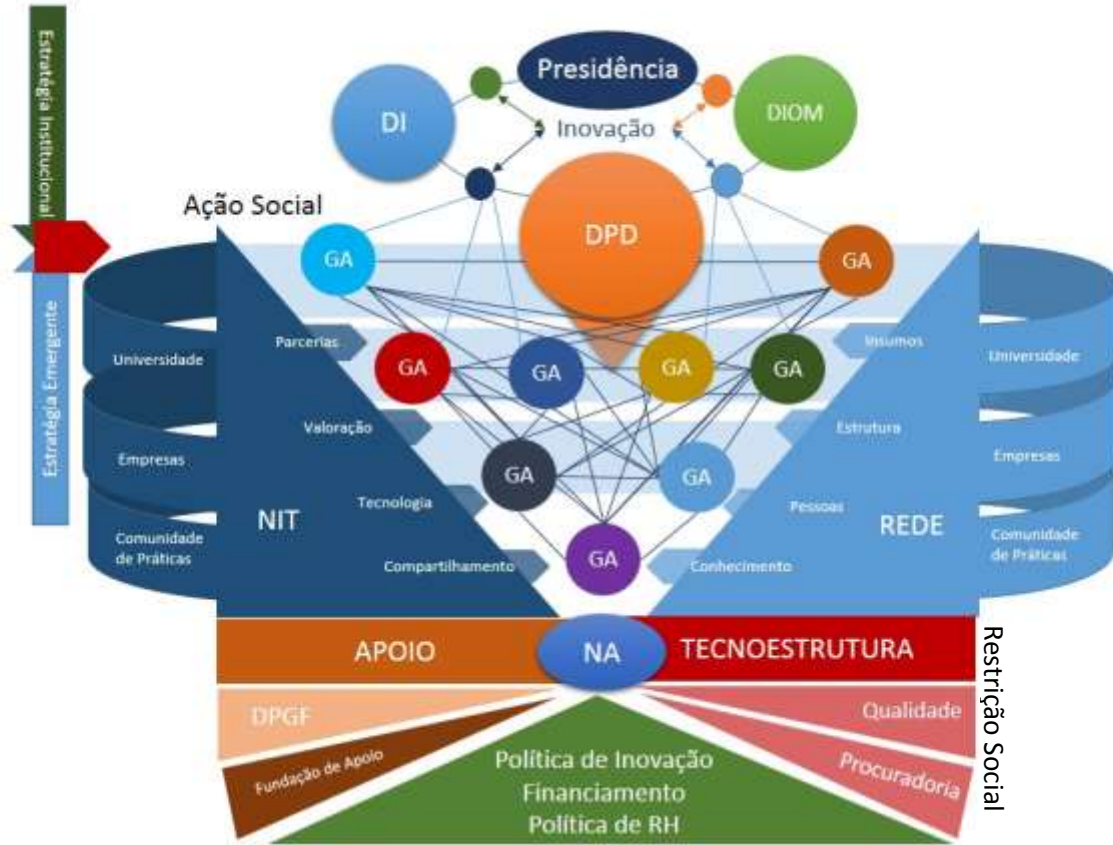 Estratégia Institucional
Presidência
DI
DIOM
Inovação
Ação Social
DPD
GA
GA
Parcerias
Insumos
Universidade
GA
GA
GA
GA
Universidade
Estratégia Emergente
Valoração
Estrutura
Empresas
GA
GA
Empresas
Tecnologia
Pessoas
NIT
REDE
Comunidade
de Práticas
Comunidade
de Práticas
Compartilhamento
GA
Conhecimento
APOIO
NA
TECNOESTRUTURA
Restrição Social
DPGF
Qualidade
Fundação de Apoio
Procuradoria
Política de Inovação
Financiamento
Política de RH